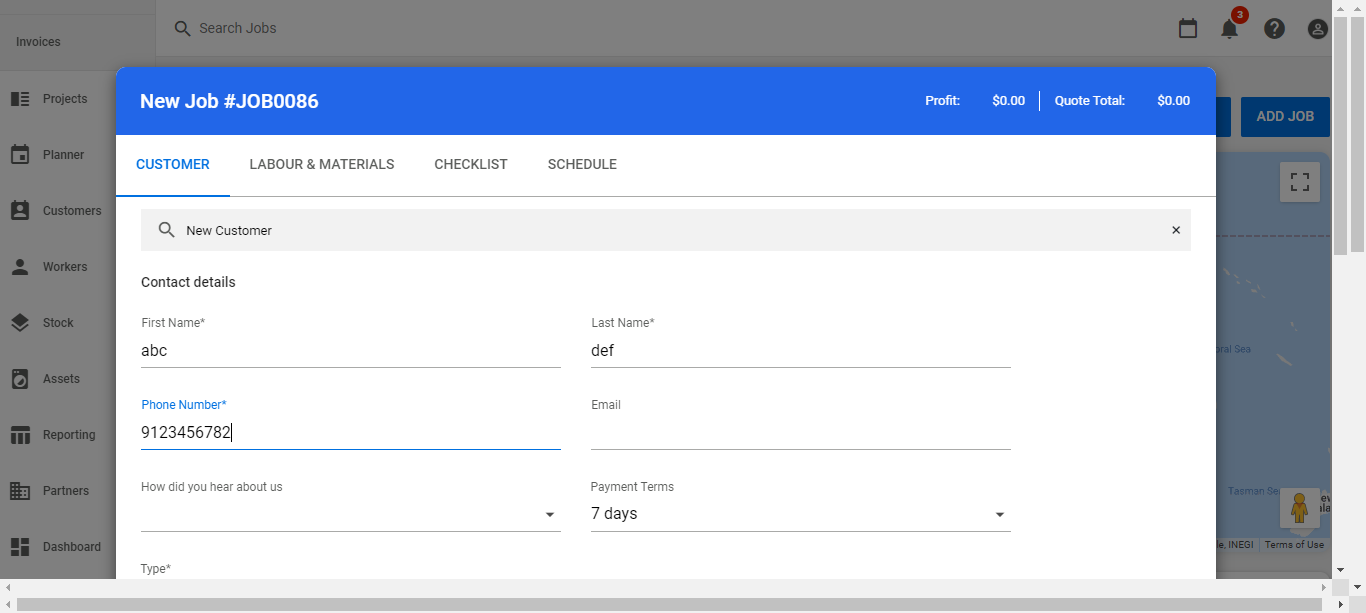 Invoices
Search Jobs
3
Projects
Planner
Customers
Workers
Stock
Assets
Reporting
Partners
Dashboard
New Job #JOB0086
Profit: $0.00 Quote Total: $0.00
ADD JOB
CUSTOMER LABOUR & MATERIALS CHECKLIST SCHEDULE
New Customer
Contact details
First Name* Last Name*
abc def
Phone Number* Email
9123456782
How did you hear about us Payment Terms
7 days
Type*
Sea
Tasman
INEGI Terms of Use